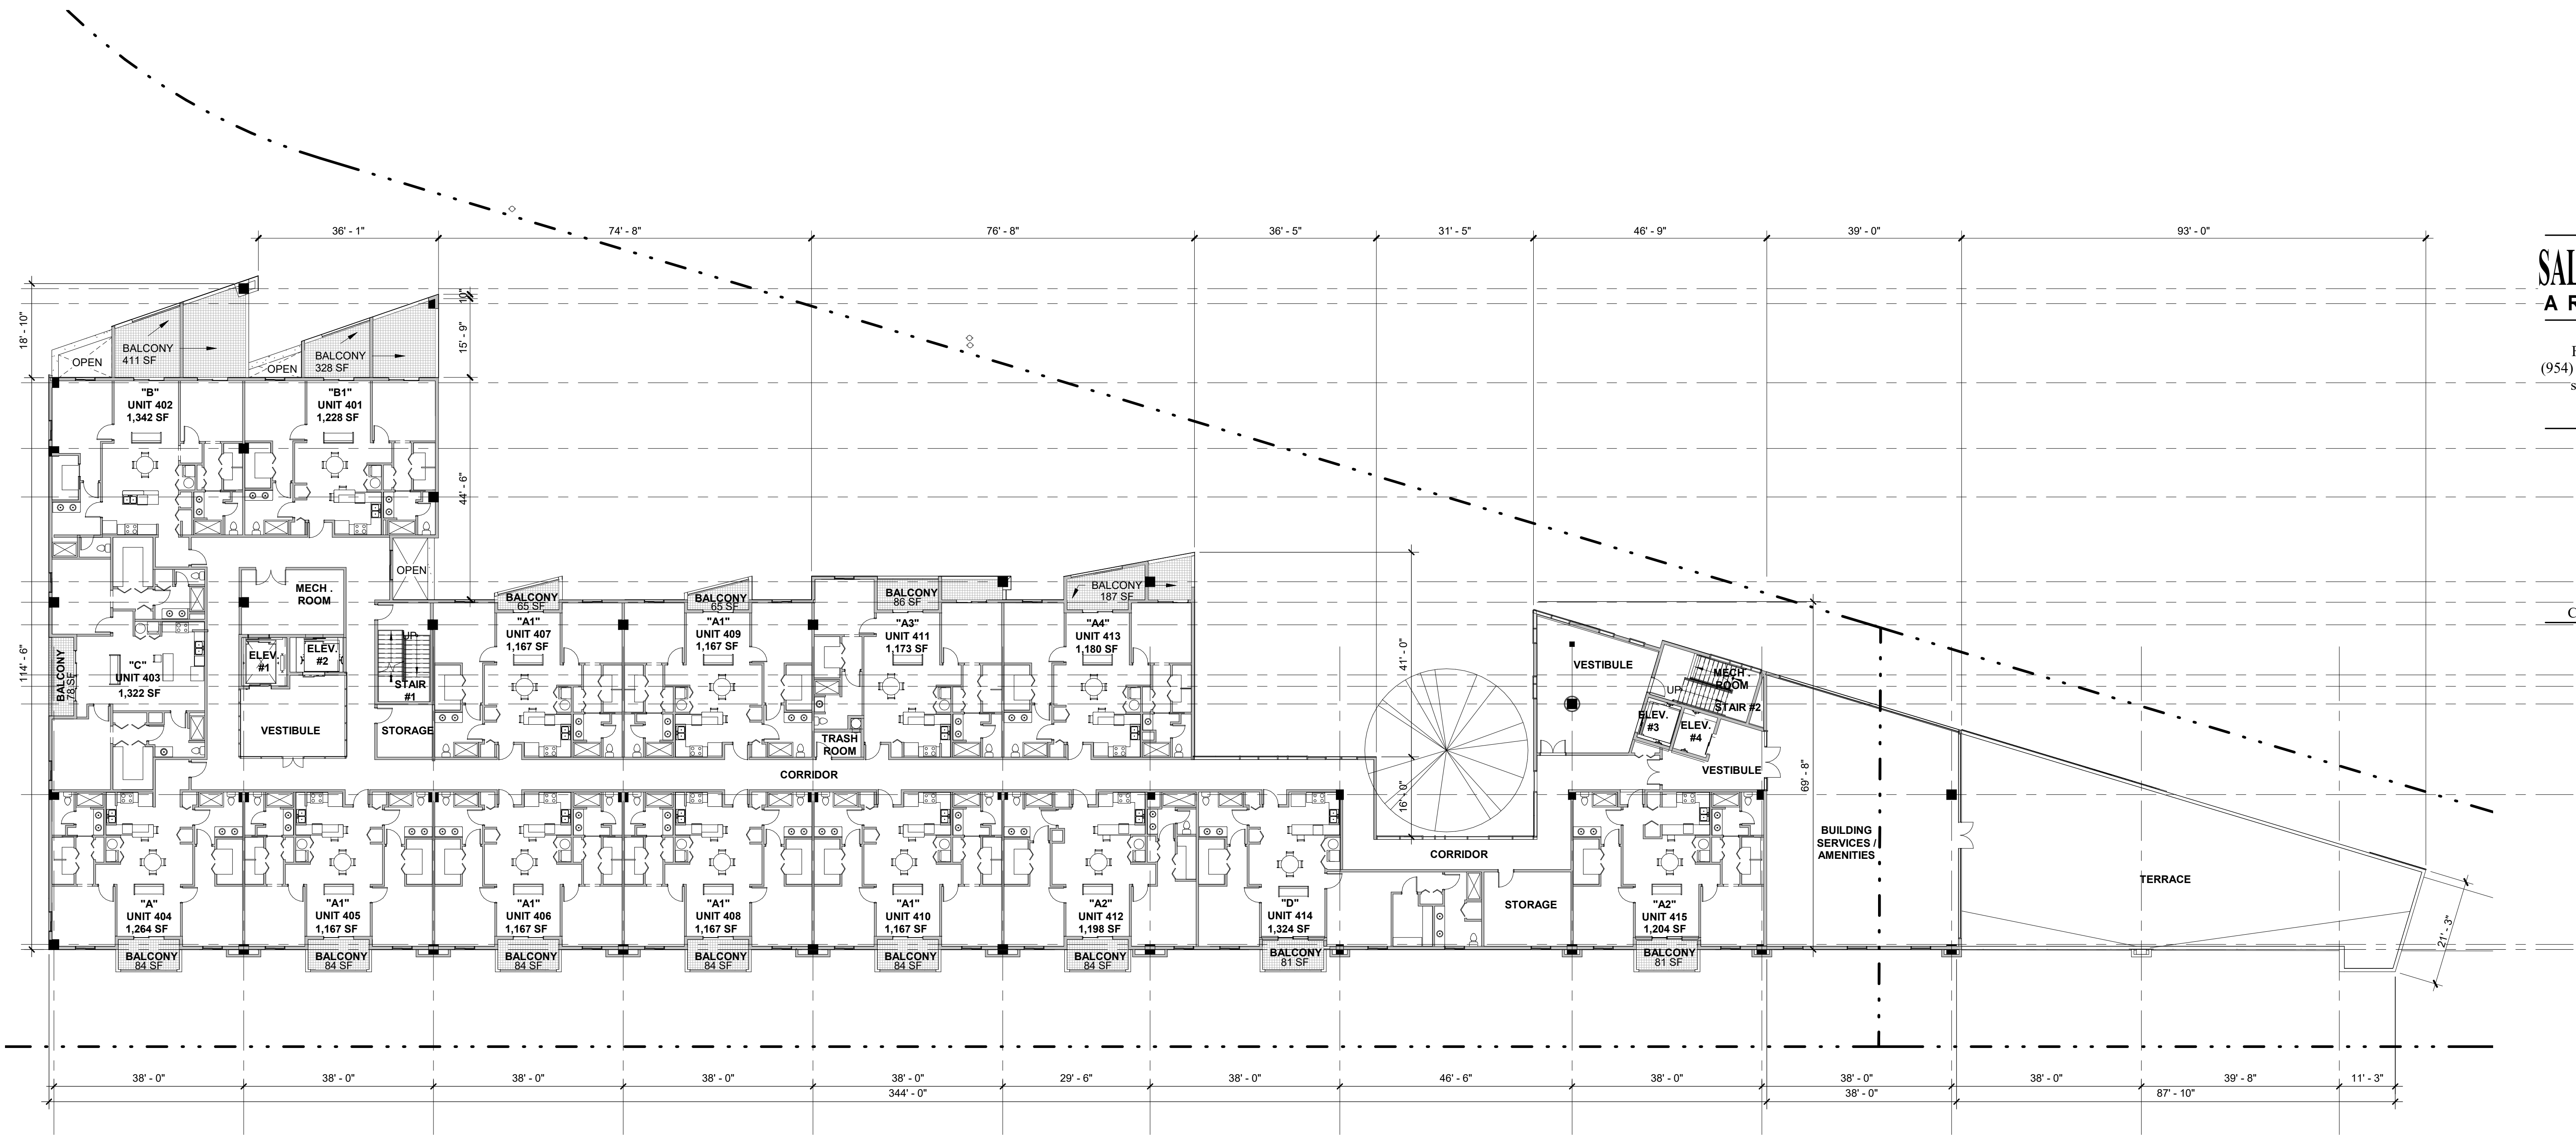 36' - 1"
74' - 8"
76' - 8"
36' - 5"
31' - 5"
46' - 9"
39' - 0"
93' - 0"
SAL
A R
(954)
C
18' - 10"
10"
15' - 9"
44' - 6"
114' - 6"
41' - 0"
16' - 0"
69' - 8"
21' - 3"
OPEN
BALCONY
411 SF
OPEN
BALCONY
328 SF
"B"
UNIT 402
1,342 SF
"B1"
UNIT 401
1,228 SF
OPEN
MECH .
ROOM
ELEV.
#1
ELEV.
#2
UP
STAIR
#1
STORAGE
VESTIBULE
BALCONY
78 SF
"C"
UNIT 403
1,322 SF
BALCONY
65 SF
"A1"
UNIT 407
1,167 SF
BALCONY
65 SF
"A1"
UNIT 409
1,167 SF
BALCONY
86 SF
"A3"
UNIT 411
1,173 SF
TRASH
ROOM
BALCONY
187 SF
"A4"
UNIT 413
1,180 SF
CORRIDOR
VESTIBULE
MECH .
ROOM
UP
STAIR #2
ELEV.
#3
ELEV.
#4
VESTIBULE
CORRIDOR
STORAGE
BUILDING
SERVICES /
AMENITIES
TERRACE
"A"
UNIT 404
1,264 SF
BALCONY
84 SF
"A1"
UNIT 405
1,167 SF
BALCONY
84 SF
"A1"
UNIT 406
1,167 SF
BALCONY
84 SF
"A1"
UNIT 408
1,167 SF
BALCONY
84 SF
"A1"
UNIT 410
1,167 SF
BALCONY
84 SF
"A2"
UNIT 412
1,198 SF
BALCONY
84 SF
"D"
UNIT 414
1,324 SF
BALCONY
81 SF
"A2"
UNIT 415
1,204 SF
BALCONY
81 SF
38' - 0"
38' - 0"
38' - 0"
38' - 0"
38' - 0"
29' - 6"
38' - 0"
46' - 6"
38' - 0"
38' - 0"
38' - 0"
39' - 8"
11' - 3"
344' - 0"
38' - 0"
87' - 10"